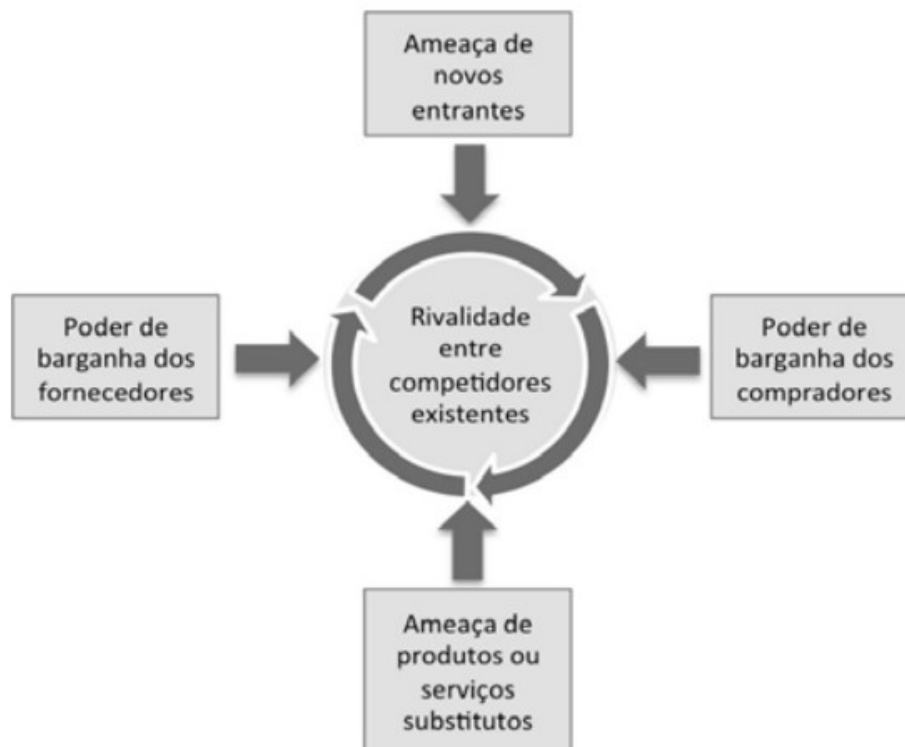 Ameaça de
novos
entrantes
Poder de
barganha dos
fornecedores
Rivalidade
entre
competidores
existentes
Poder de
barganha dos
compradores
Ameaça de
produtos ou
serviços
substitutos